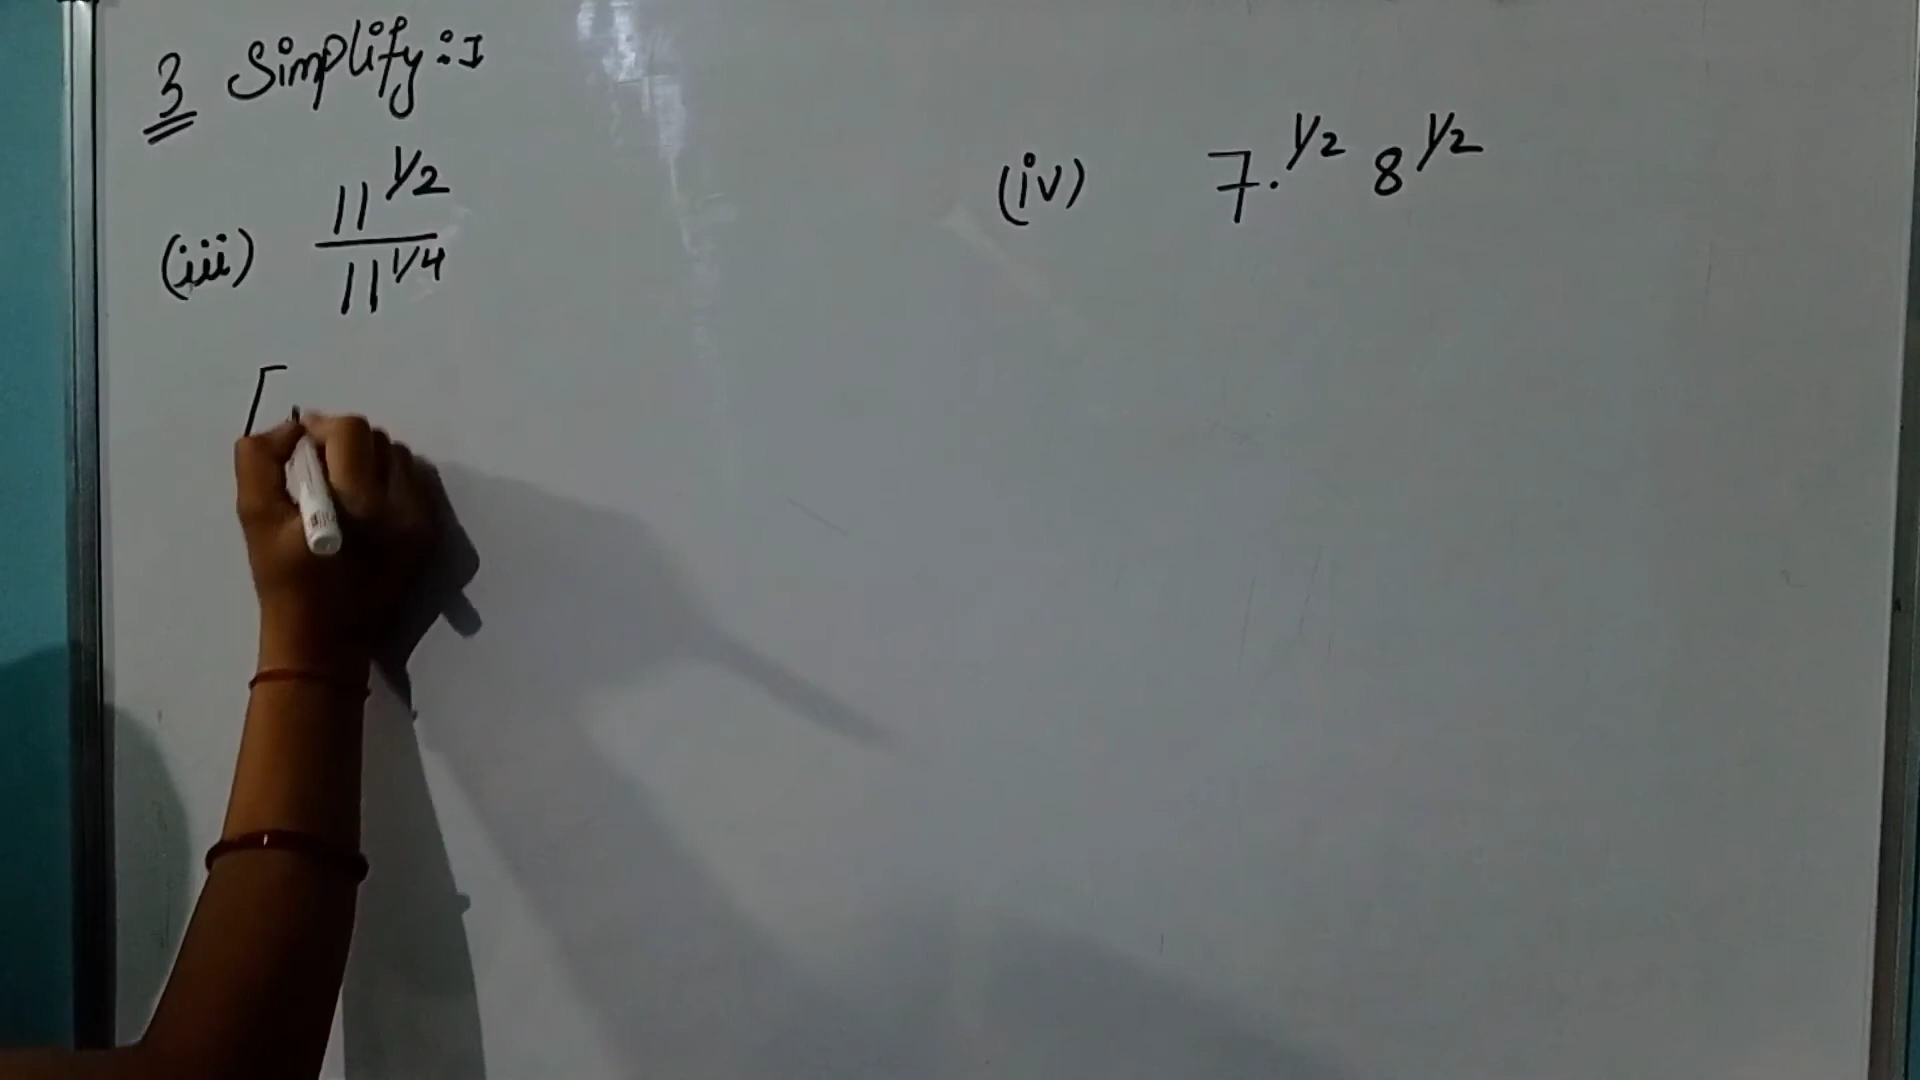 3 Simplify :-
(iii) 11^1/2 / 11^1/4
(iv) 7.^1/2 8^1/2
[